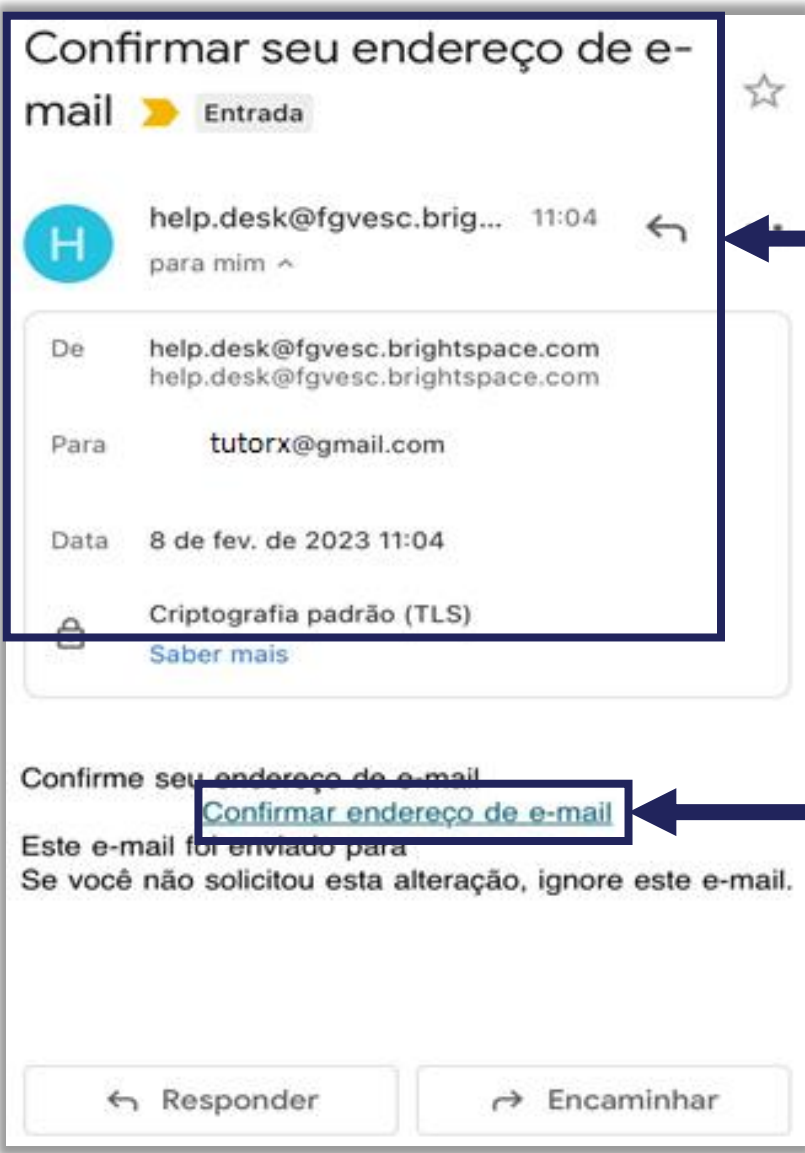 Confirmar seu endereço de e-
mail Entrada
H
help.desk@fgvesc.brig... 11:04
para mim
De help.desk@fgvesc.brightspace.com
help.desk@fgvesc.brightspace.com
Para tutorx@gmail.com
Data 8 de fev. de 2023 11:04
Criptografia padrão (TLS)
Saber mais
Confirme seu endereço de e-mail
Confirmar endereço de e-mail
Este e-mail foi enviado para
Se você não solicitou esta alteração, ignore este e-mail.
Responder Encaminhar